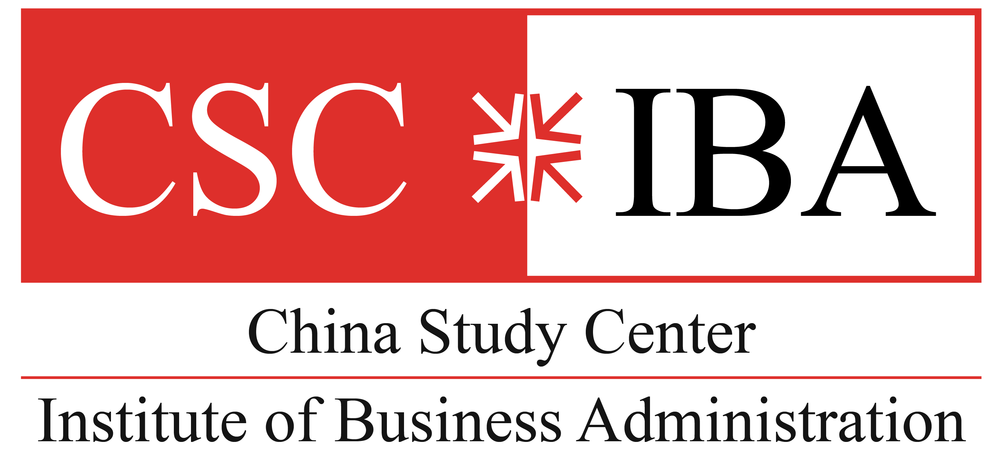 CSC IBA
China Study Center
Institute of Business Administration